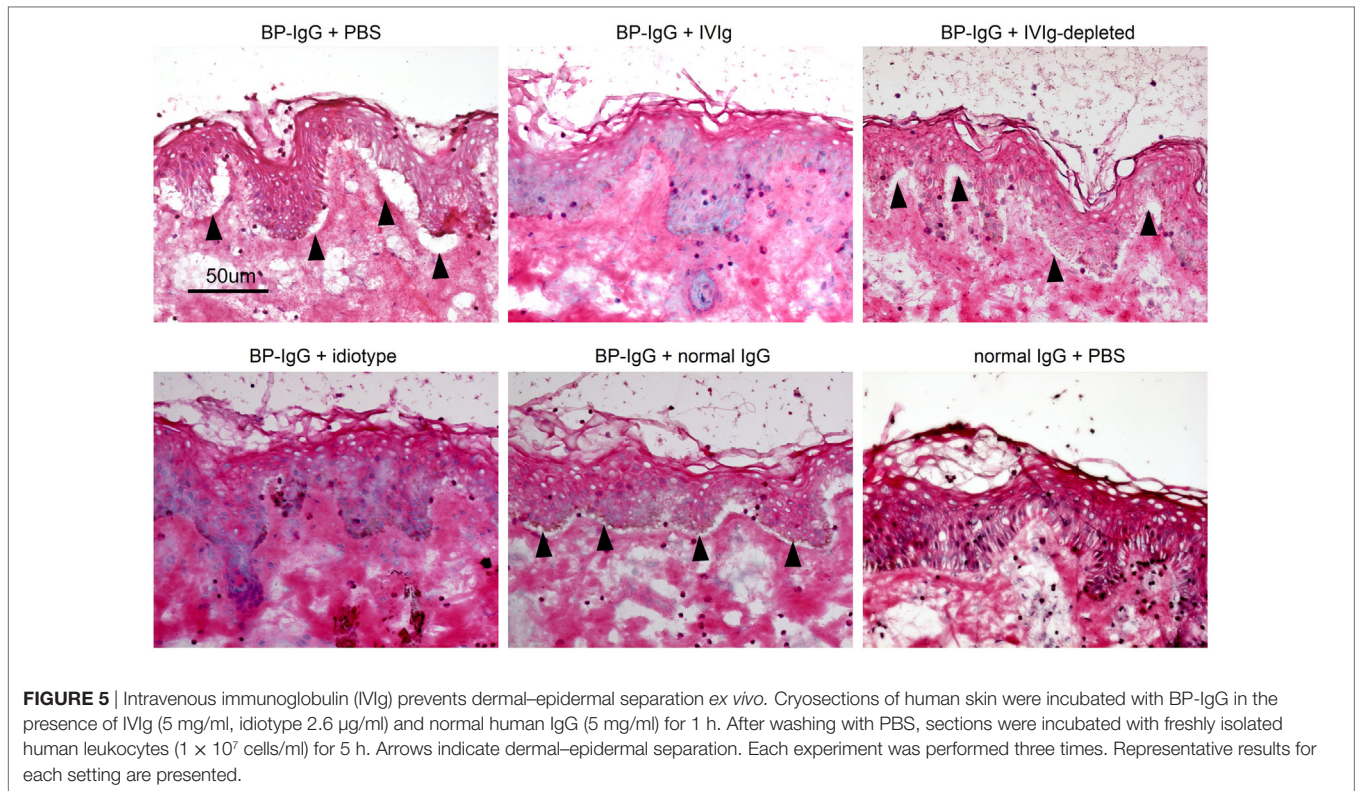 BP-IgG + PBS
BP-IgG + IVIg
BP-IgG + IVIg-depleted
50um
BP-IgG + idiotype
BP-IgG + normal IgG
normal IgG + PBS
FIGURE 5 | Intravenous immunoglobulin (IVIg) prevents dermal–epidermal separation ex vivo. Cryosections of human skin were incubated with BP-IgG in the
presence of IVIg (5 mg/ml, idiotype 2.6 µg/ml) and normal human IgG (5 mg/ml) for 1 h. After washing with PBS, sections were incubated with freshly isolated
human leukocytes (1 × 10⁷ cells/ml) for 5 h. Arrows indicate dermal–epidermal separation. Each experiment was performed three times. Representative results for
each setting are presented.